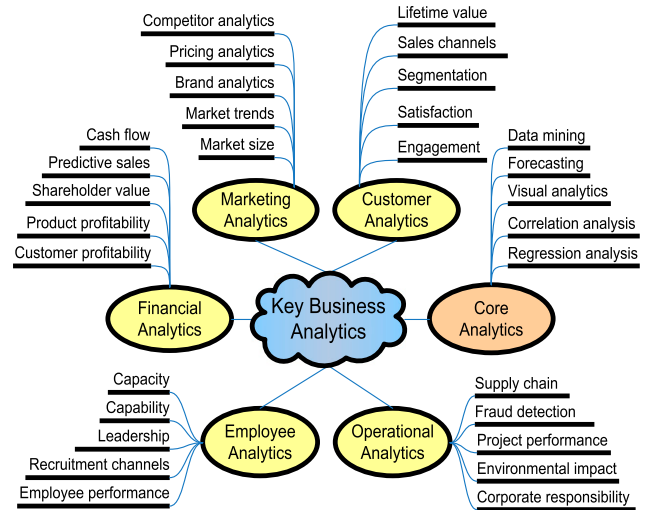 Competitor analytics
Pricing analytics
Brand analytics
Market trends
Market size
Marketing
Analytics
Lifetime value
Sales channels
Segmentation
Satisfaction
Engagement
Customer
Analytics
Cash flow
Predictive sales
Shareholder value
Product profitability
Customer profitability
Financial
Analytics
Key Business
Analytics
Data mining
Forecasting
Visual analytics
Correlation analysis
Regression analysis
Core
Analytics
Capacity
Capability
Leadership
Recruitment channels
Employee performance
Employee
Analytics
Operational
Analytics
Supply chain
Fraud detection
Project performance
Environmental impact
Corporate responsibility